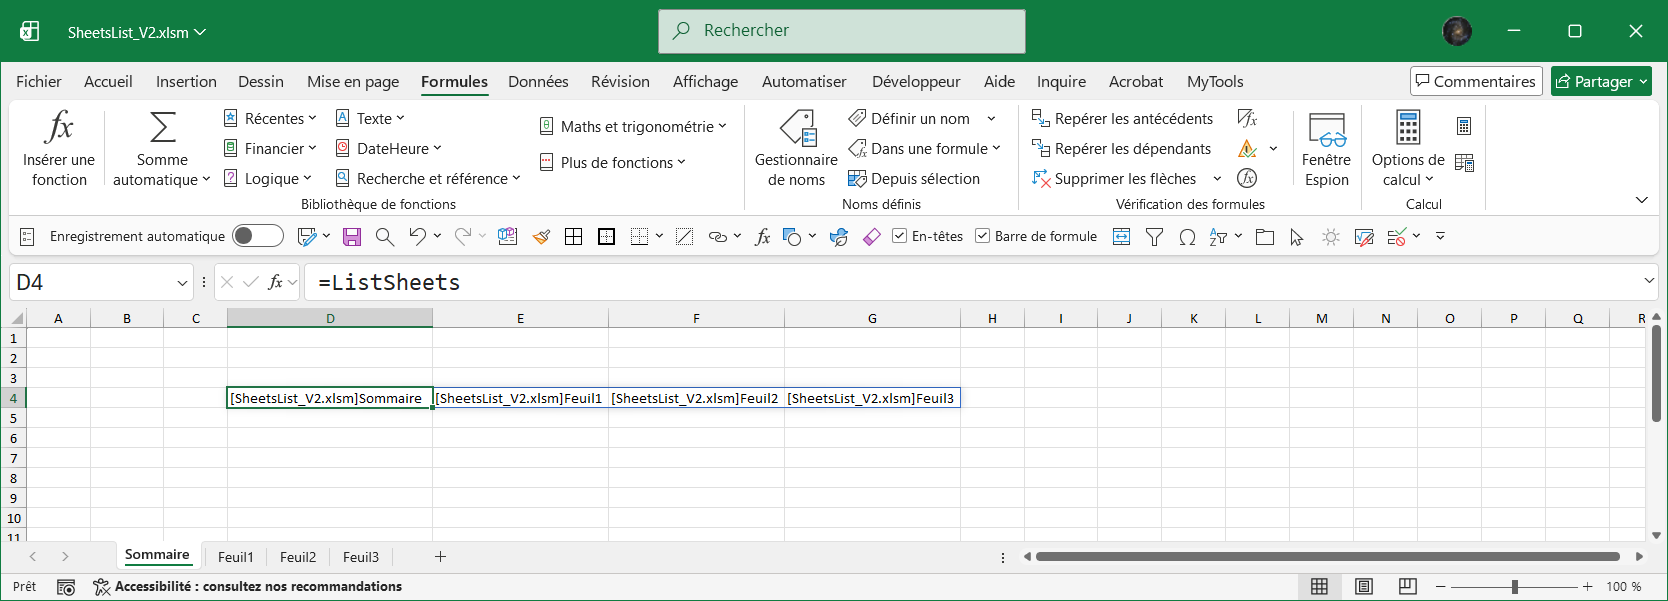 SheetsList_V2.xlsm
Rechercher
Fichier Accueil Insertion Dessin Mise en page Formules Données Révision Affichage Automatiser Développeur Aide Inquire Acrobat MyTools Commentaires Partager
fx Insérer une fonction
Somme automatique
Récentes
Financier
Logique
Texte
DateHeure
Recherche et référence
Maths et trigonométrie
Plus de fonctions
Bibliothèque de fonctions
Gestionnaire de noms
Définir un nom
Dans une formule
Depuis sélection
Noms définis
Repérer les antécédents
Repérer les dépendants
Supprimer les flèches
Vérification des formules
Fenêtre Espion
Options de calcul
Calcul
Enregistrement automatique fx En-têtes Barre de formule
D4 fx =ListSheets
A B C D E F G H I J K L M N O P Q R
1
2
3
4 [SheetsList_V2.xlsm]Sommaire [SheetsList_V2.xlsm]Feuil1 [SheetsList_V2.xlsm]Feuil2 [SheetsList_V2.xlsm]Feuil3
5
6
7
8
9
10
11
Sommaire Feuil1 Feuil2 Feuil3
Prêt Accessibilité : consultez nos recommandations 100 %